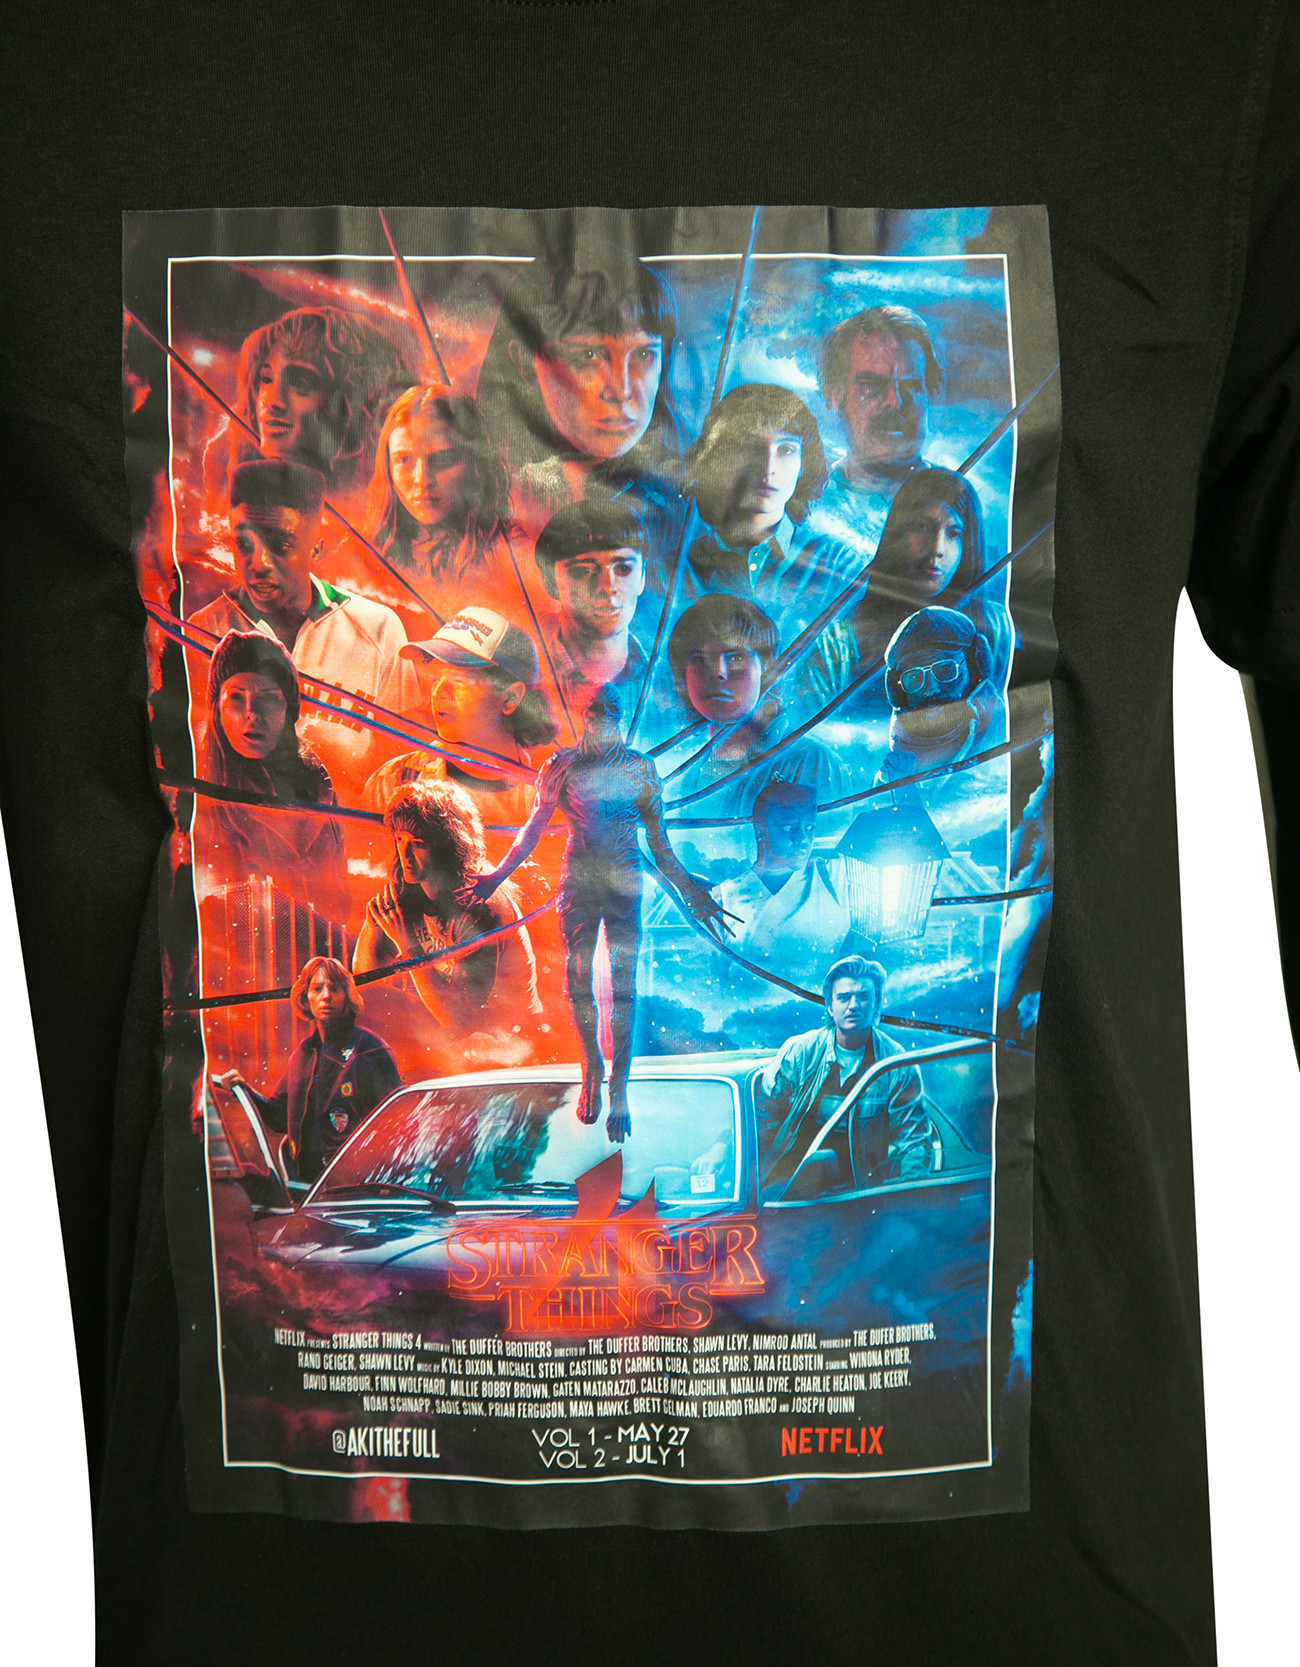 12
STRANGER
THINGS
NETFLIX PRESENTS STRANGER THINGS 4 WRITTEN BY THE DUFFER BROTHERS DIRECTED BY THE DUFFER BROTHERS, SHAWN LEVY, NIMROD ANTAL PRODUCED BY THE DUFER BROTHERS,
RAND GEIGER, SHAWN LEVY MUSIC BY KYLE DIXON, MICHAEL STEIN, CASTING BY CARMEN CUBA, CHASE PARIS, TARA FELDSTEIN STARRING WINONA RYDER,
DAVID HARBOUR, FINN WOLFHARD, MILLIE BOBBY BROWN, GATEN MATARAZZO, CALEB MCLAUGHLIN, NATALIA DYRE, CHARLIE HEATON, JOE KEERY,
NOAH SCHNAPP, SADIE SINK, PRIAH FERGUSON, MAYA HAWKE, BRETT GELMAN, EDUARDO FRANCO AND JOSEPH QUINN
@AKITHEFULL
VOL 1 - MAY 27
VOL 2 - JULY 1
NETFLIX